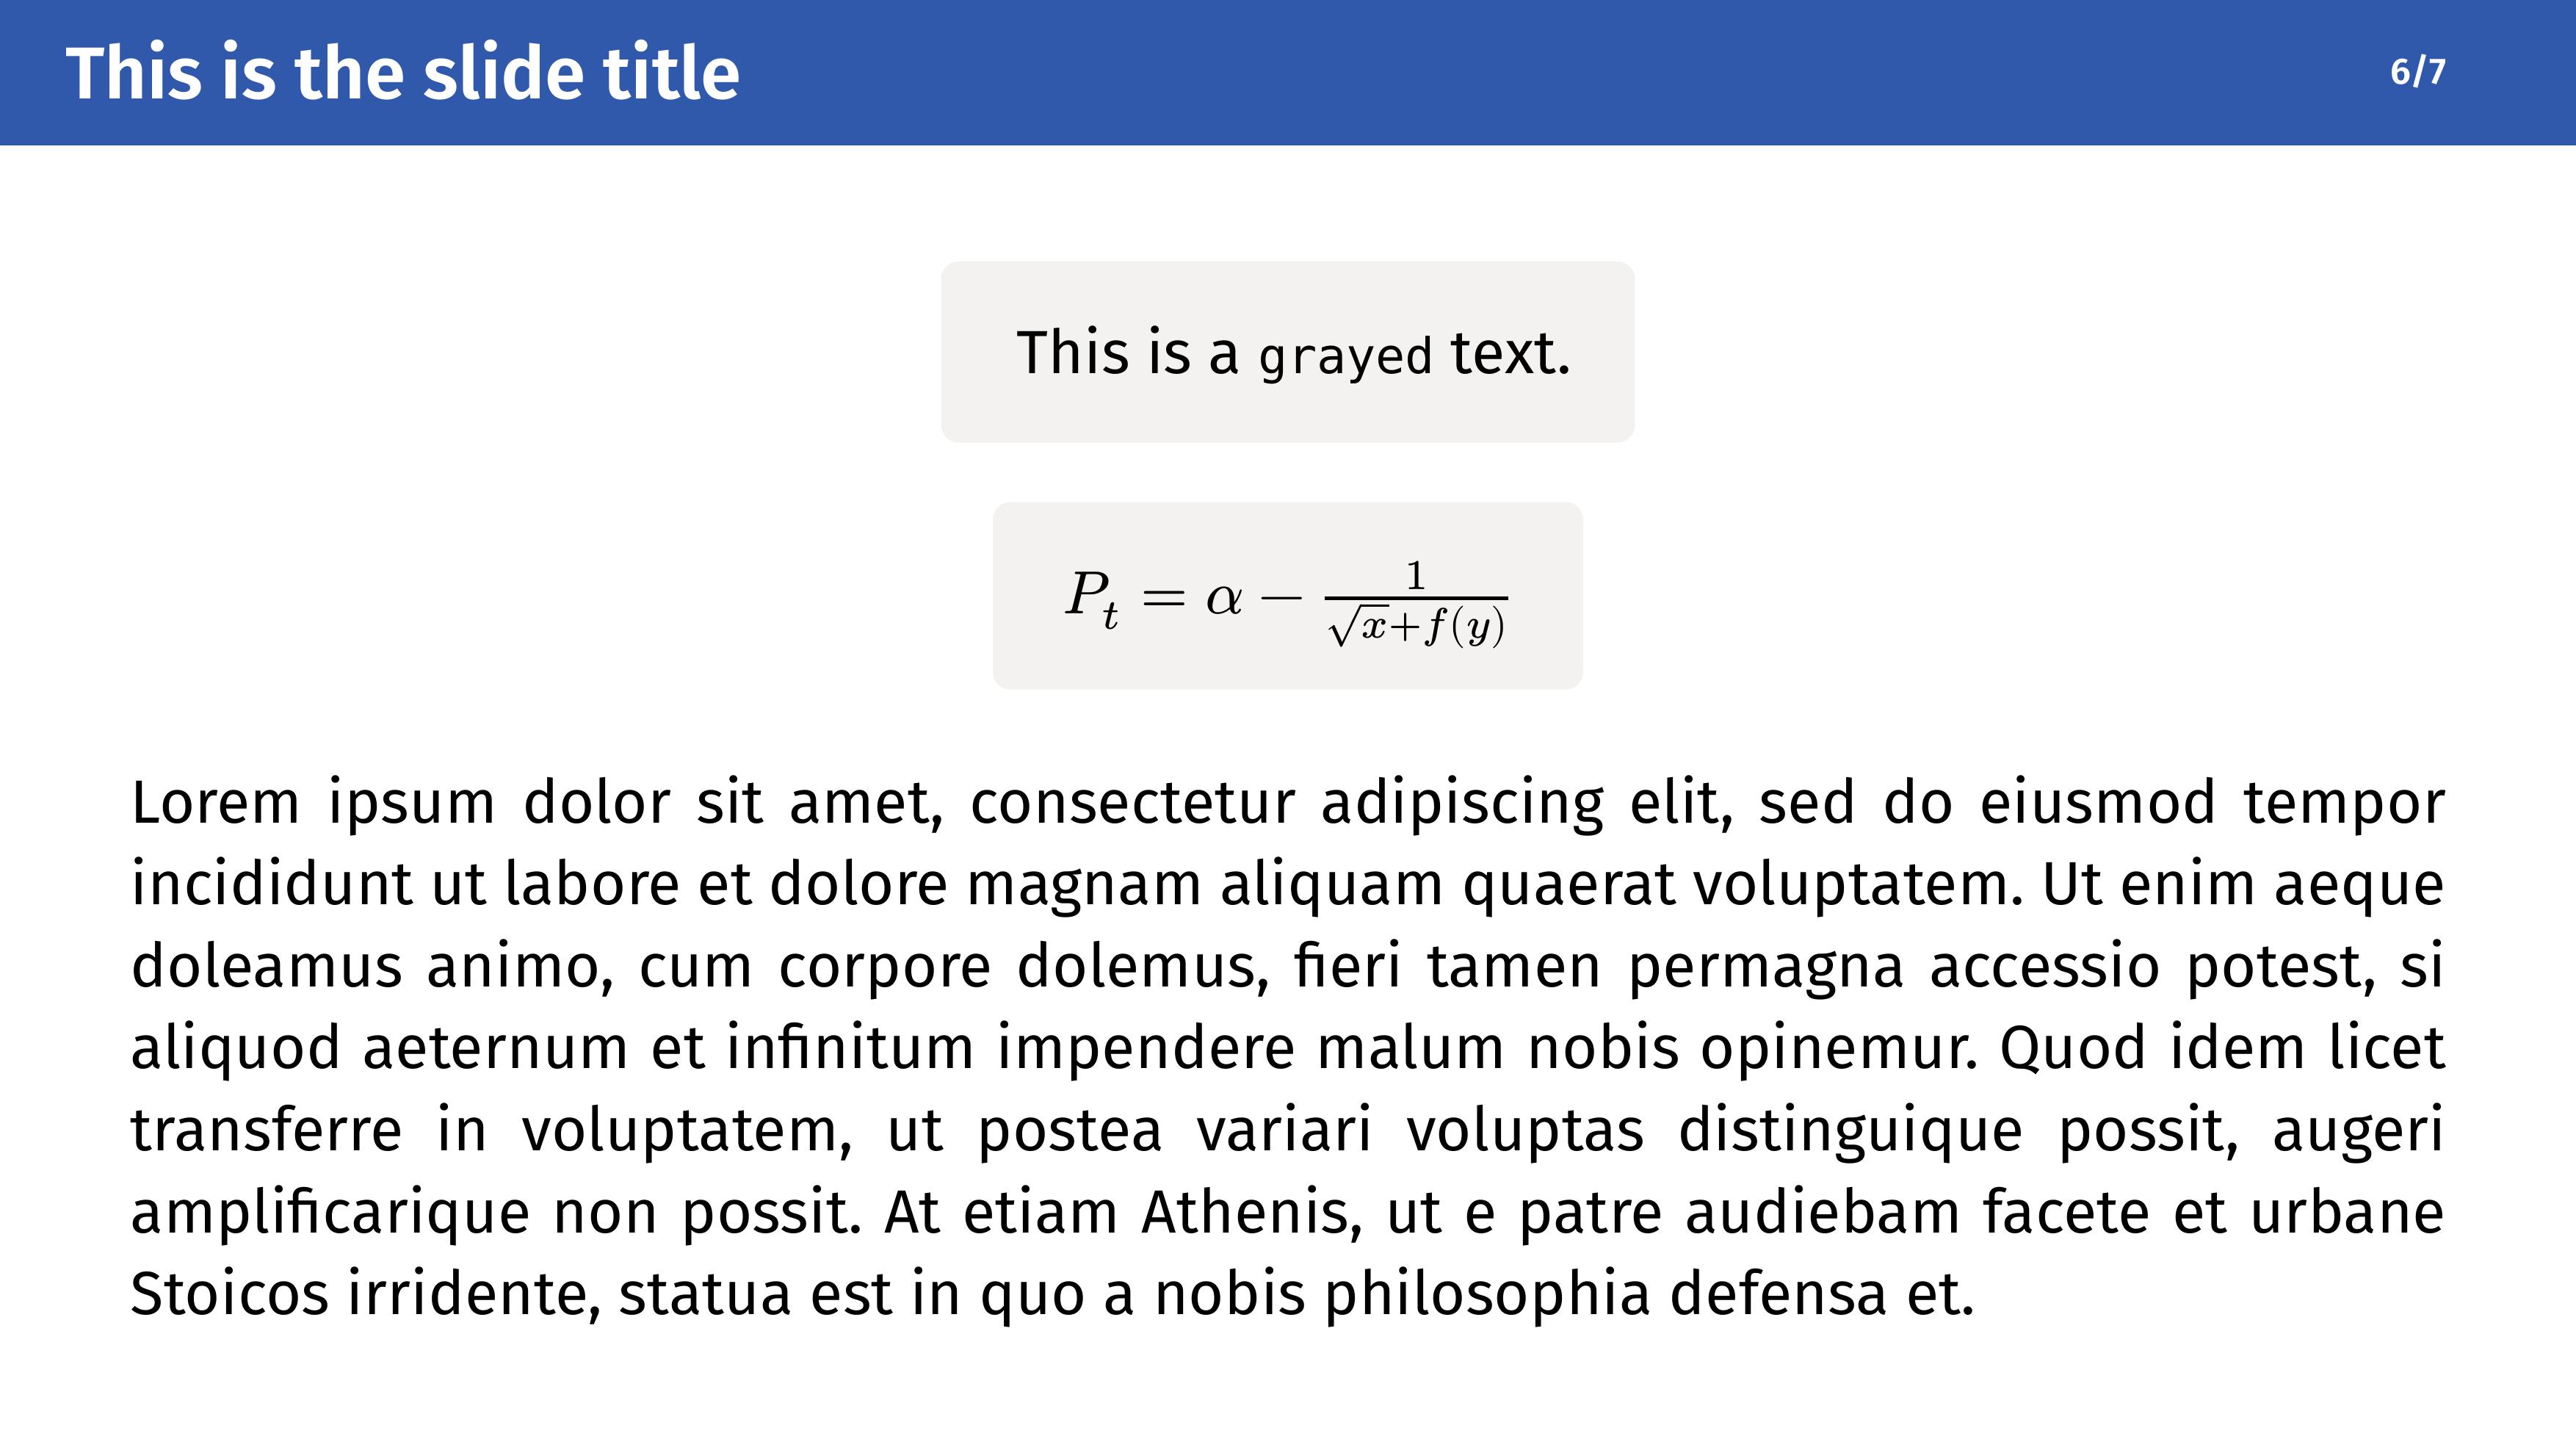 This is the slide title
6/7
This is a grayed text.
P_t = α − 1/(√x+f(y))
Lorem ipsum dolor sit amet, consectetur adipiscing elit, sed do eiusmod tempor
incididunt ut labore et dolore magnam aliquam quaerat voluptatem. Ut enim aeque
doleamus animo, cum corpore dolemus, fieri tamen permagna accessio potest, si
aliquod aeternum et infinitum impendere malum nobis opinemur. Quod idem licet
transferre in voluptatem, ut postea variari voluptas distinguique possit, augeri
amplificarique non possit. At etiam Athenis, ut e patre audiebam facete et urbane
Stoicos irridente, statua est in quo a nobis philosophia defensa et.